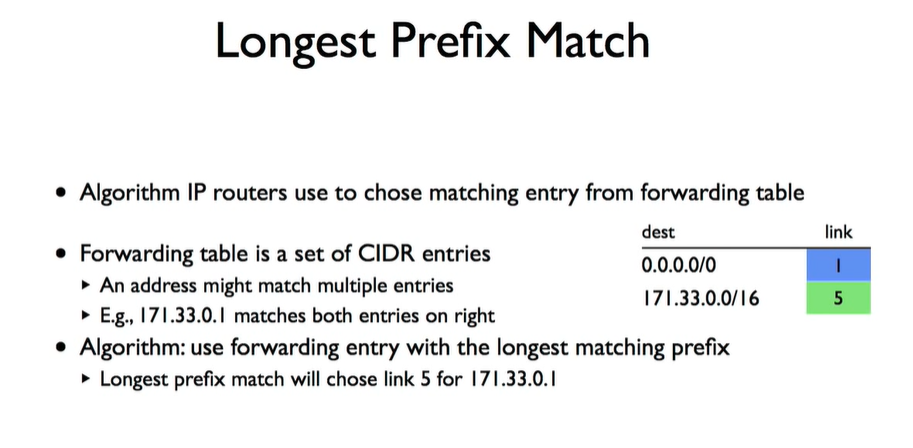 Longest Prefix Match
• Algorithm IP routers use to chose matching entry from forwarding table
• Forwarding table is a set of CIDR entries
▸ An address might match multiple entries
▸ E.g., 171.33.0.1 matches both entries on right
dest link
0.0.0.0/0 1
171.33.0.0/16 5
• Algorithm: use forwarding entry with the longest matching prefix
▸ Longest prefix match will chose link 5 for 171.33.0.1